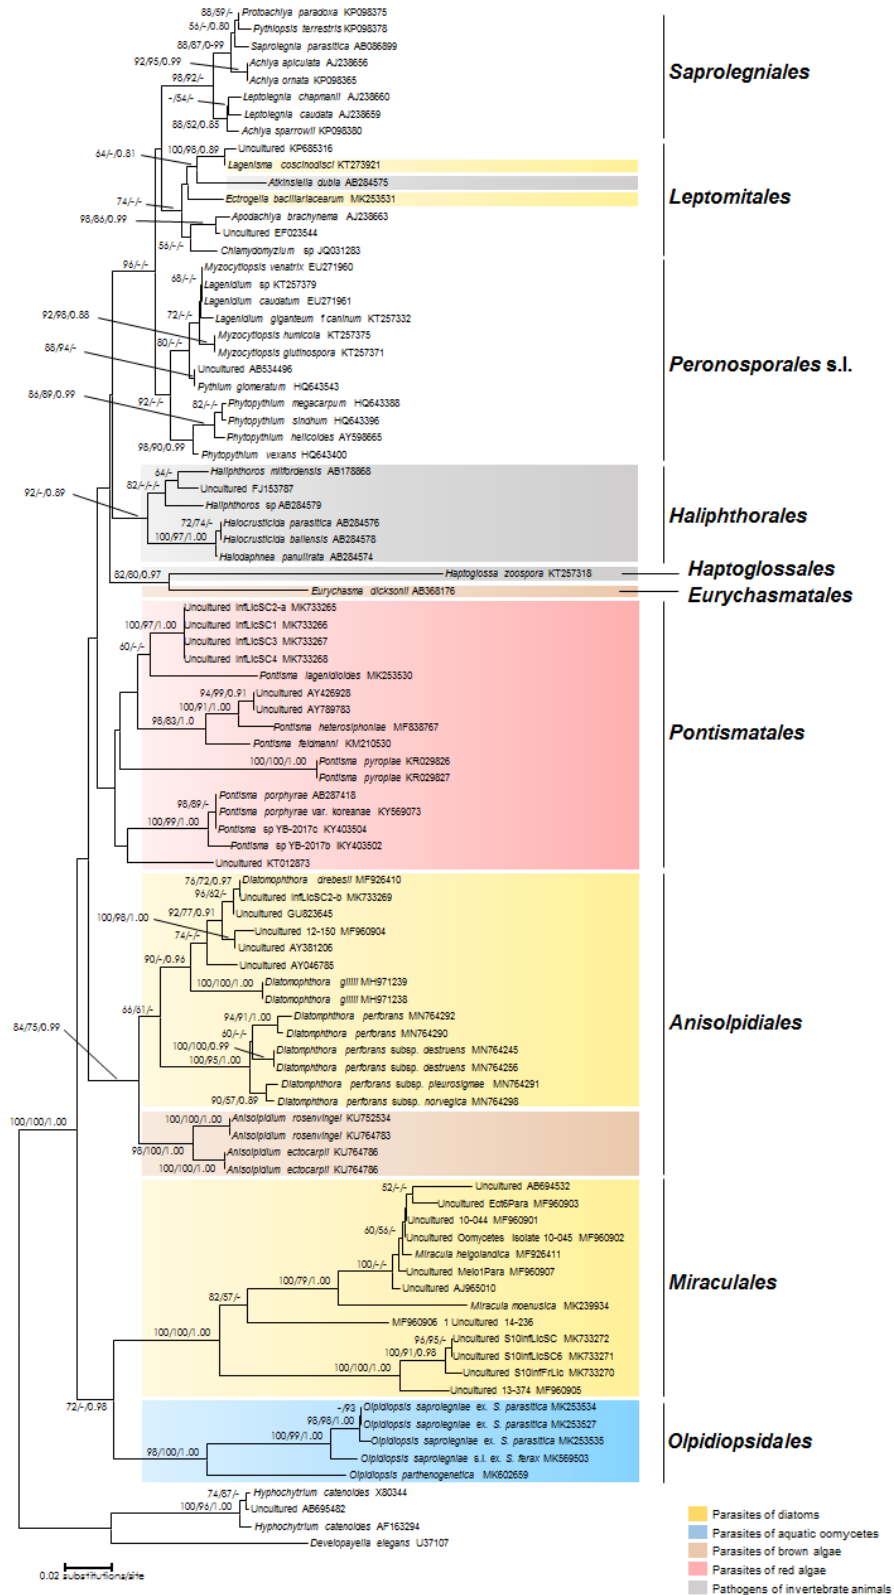 88/59/-
Protoachlya paradoxa KP098375
56/-/0.80
Pythiopsis terrestris KP098378
88/87/0-99
Saprolegnia parasitica AB086899
92/95/0.99
Achlya apiculata AJ238656
98/92/-
Achlya ornata KP098365
Saprolegniales
-/54/-
Leptolegnia chapmanii AJ238660
Leptolegnia caudata AJ238659
88/52/0.85
Achlya sparrowii KP098380
100/98/0.89
Uncultured KP685316
64/-/0.81
Lagenisma coscinodisci KT273921
Atkinsiella dubia AB284575
74/-/-
Ectrogella bacillariacearum MK253531
Leptomitales
98/86/0.99
Apodachlya brachynema AJ238663
Uncultured EF023544
56/-/-
Chlamydomyzium sp JQ031283
96/-/-
Myzocytiopsis venatrix EU271960
68/-/-
Lagenidium sp KT257379
Lagenidium caudatum EU271961
72/-/-
Lagenidium giganteum f caninum KT257332
92/98/0.88
Myzocytiopsis humicola KT257375
80/-/-
Myzocytiopsis glutinospora KT257371
88/94/-
Uncultured AB534496
Peronosporales s.l.
Pythium glomeratum HQ643543
86/89/0.99
92/-/-
82/-/-
Phytopythium megacarpum HQ643388
Phytopythium sindhum HQ643396
Phytopythium helicoides AY598665
98/90/0.99
Phytopythium vexans HQ643400
64/-
Haliphthoros milfordensis AB178868
82/-/-/-
Uncultured FJ153787
92/-/0.89
Haliphthoros sp AB284579
Haliphthorales
72/74/-
Halocrusticida parasitica AB284576
100/97/1.00
Halocrusticida baliensis AB284578
Halodaphnea panulirata AB284574
82/80/0.97
Haptoglossa zoospora KT257318
Haptoglossales
Eurychasma dicksonii AB368176
Eurychasmatales
Uncultured infLicSC2-a MK733265
100/97/1.00
Uncultured infLicSC1 MK733266
Uncultured infLicSC3 MK733267
60/-/-
Uncultured infLicSC4 MK733268
Pontisma lagenidioides MK253530
94/99/0.91
Uncultured AY426928
100/91/1.00
Uncultured AY789783
98/83/1.0
Pontisma heterosiphoniae MF838767
Pontismatales
Pontisma feldmanni KM210530
100/100/1.00
Pontisma pyropiae KR029826
Pontisma pyropiae KR029827
98/89/-
Pontisma porphyrae AB287418
Pontisma porphyrae var. koreanae KY569073
100/99/1.00
Pontisma sp YB-2017c KY403504
Pontisma sp YB-2017b IKY403502
Uncultured KT012873
76/72/0.97
Diatomophthora drebesii MF926410
96/62/-
Uncultured infLicSC2-b MK733269
92/77/0.91
Uncultured GU823645
100/98/1.00
Uncultured 12-150 MF960904
74/-/-
Uncultured AY381206
90/-/0.96
Uncultured AY046785
100/100/1.00
Diatomophthora gillii MH971239
Diatomophthora gillii MH971238
66/61/-
94/91/1.00
Diatomphthora perforans MN764292
Anisolpidiales
84/75/0.99
60/-/-
Diatomphthora perforans MN764290
100/100/0.99
Diatomphthora perforans subsp. destruens MN764245
100/95/1.00
Diatomphthora perforans subsp. destruens MN764256
Diatomphthora perforans subsp. pleurosigmae MN764291
90/57/0.89
Diatomphthora perforans subsp. norvegica MN764298
100/100/1.00
100/100/1.00
Anisolpidium rosenvingei KU752534
Anisolpidium rosenvingei KU764783
98/100/1.00
Anisolpidium ectocarpii KU764786
100/100/1.00
Anisolpidium ectocarpii KU764786
52/-/-
Uncultured AB694532
Uncultured Ect6Para MF960903
60/56/-
Uncultured 10-044 MF960901
Uncultured Oomycetes isolate 10-045 MF960902
100/-/-
Miracula helgolandica MF926411
Uncultured Melo1Para MF960907
100/79/1.00
Uncultured AJ965010
Miraculales
82/57/-
Miracula moenusica MK239934
MF960906 1 Uncultured 14-236
100/100/1.00
96/95/-
Uncultured S10infLicSC MK733272
100/91/0.98
Uncultured S10infLicSC6 MK733271
100/100/1.00
Uncultured S10infFrLic MK733270
Uncultured 13-374 MF960905
72/-/0.98
-/93
Olpidiopsis saprolegniae ex. S. parasitica MK253534
98/98/1.00
Olpidiopsis saprolegniae ex. S. parasitica MK253527
100/99/1.00
Olpidiopsis saprolegniae ex. S. parasitica MK253535
Olpidiopsidales
98/100/1.00
Olpidiopsis saprolegniae s.l. ex. S. ferax MK569503
Olpidiopsis parthenogenetica MK602659
74/87/-
Hyphochytrium catenoides X80344
100/96/1.00
Uncultured AB695482
Hyphochytrium catenoides AF163294
Developayella elegans U37107
0.02 substitutions/site
Parasites of diatoms
Parasites of aquatic oomycetes
Parasites of brown algae
Parasites of red algae
Pathogens of invertebrate animals